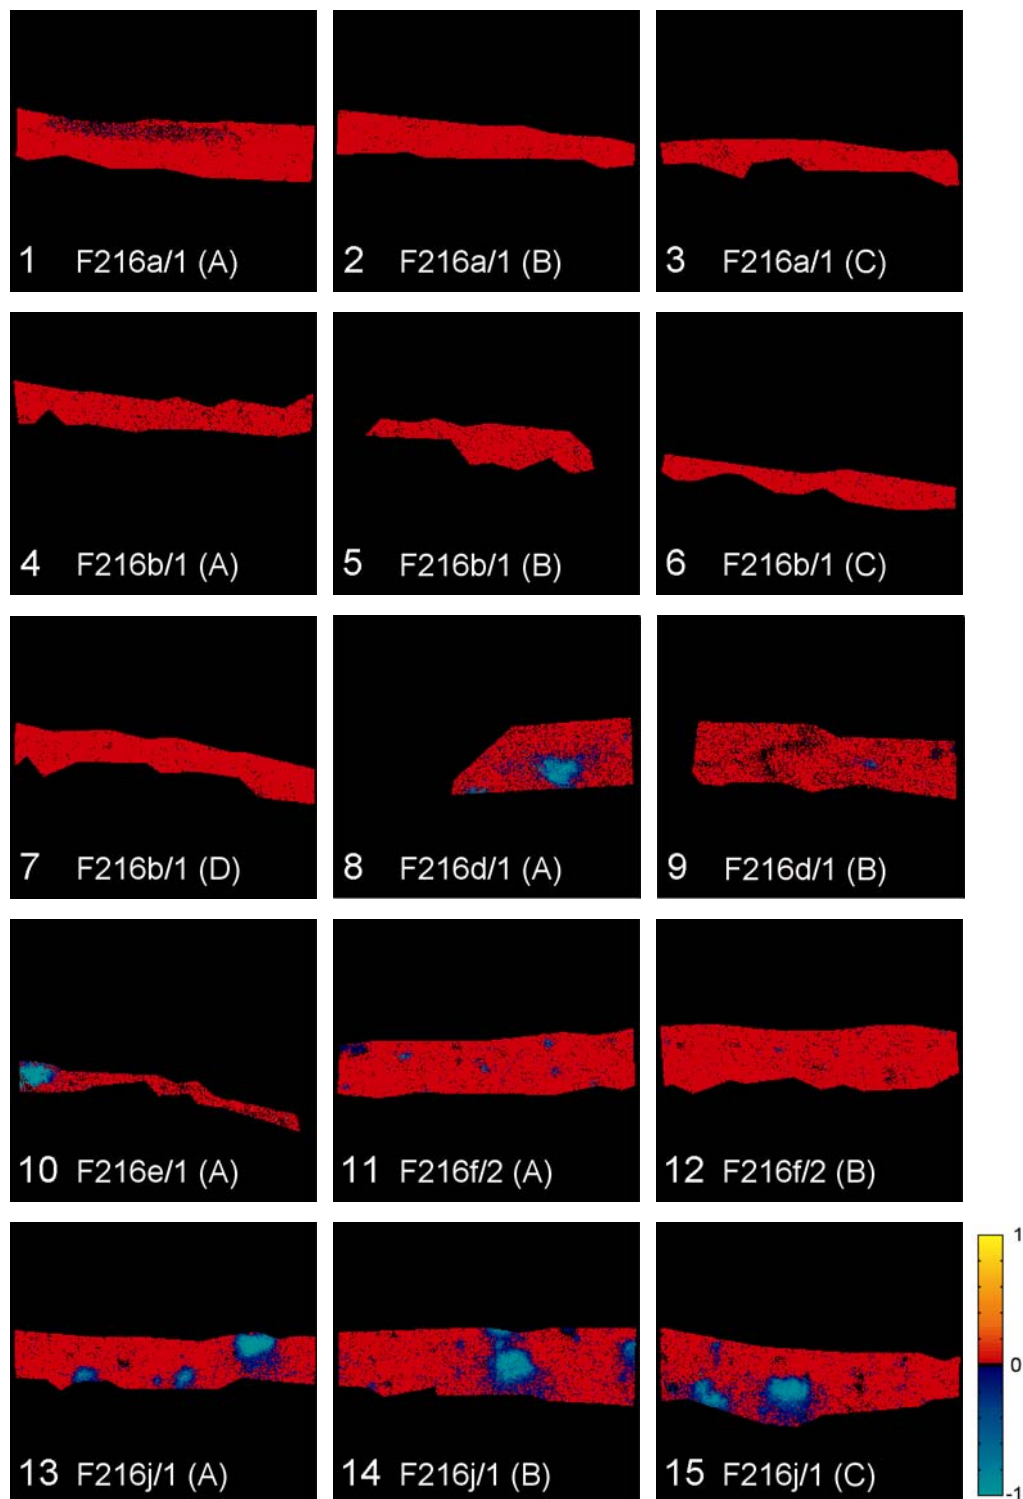 1 F216a/1 (A)
2 F216a/1 (B)
3 F216a/1 (C)
4 F216b/1 (A)
5 F216b/1 (B)
6 F216b/1 (C)
7 F216b/1 (D)
8 F216d/1 (A)
9 F216d/1 (B)
10 F216e/1 (A)
11 F216f/2 (A)
12 F216f/2 (B)
13 F216j/1 (A)
14 F216j/1 (B)
15 F216j/1 (C)
1
0
-1